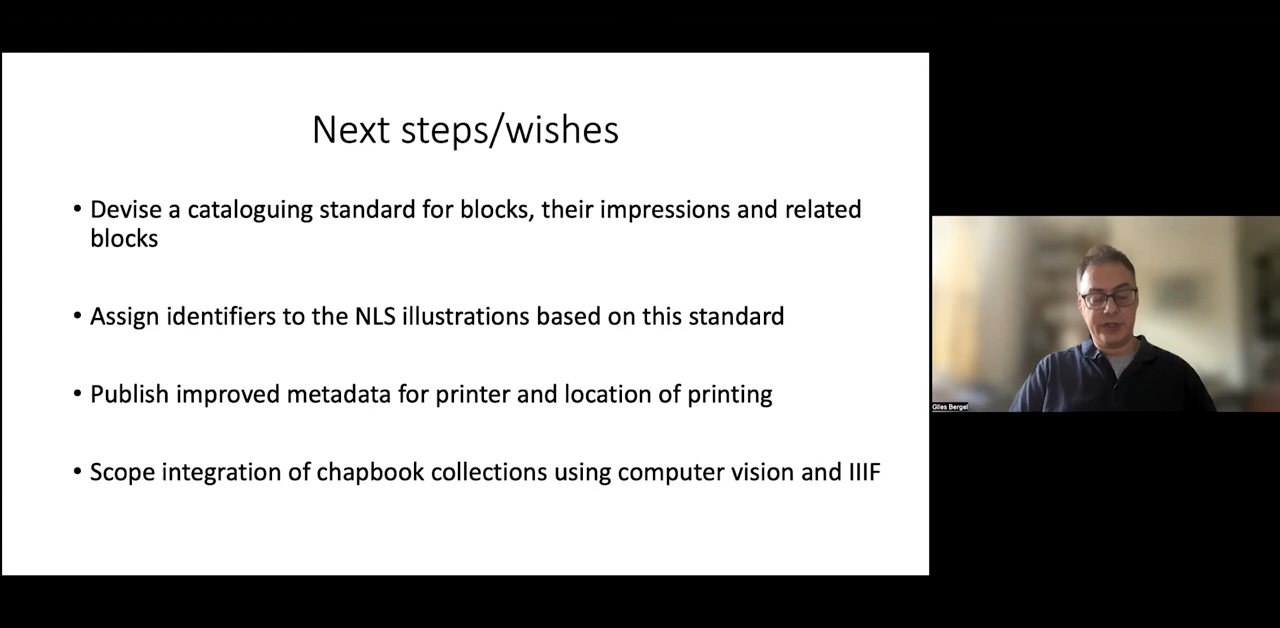 Next steps/wishes
• Devise a cataloguing standard for blocks, their impressions and related
blocks
• Assign identifiers to the NLS illustrations based on this standard
• Publish improved metadata for printer and location of printing
• Scope integration of chapbook collections using computer vision and IIIF
Giles Bergel